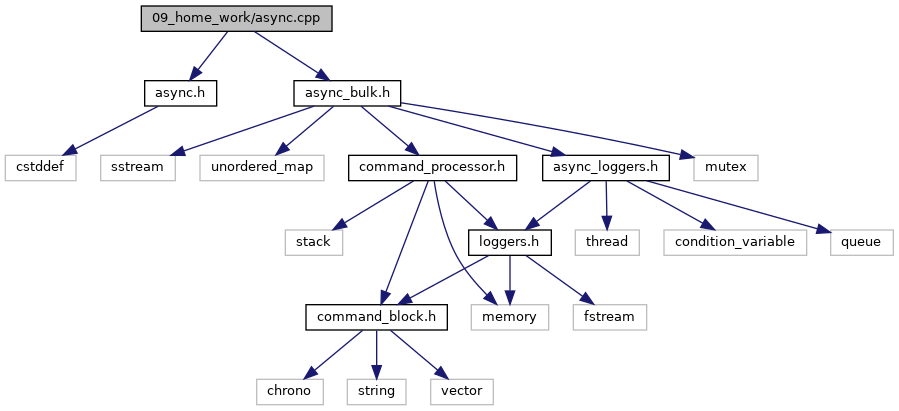 09_home_work/async.cpp
async.h
async_bulk.h
cstddef
sstream
unordered_map
command_processor.h
async_loggers.h
mutex
stack
loggers.h
thread
condition_variable
queue
command_block.h
memory
fstream
chrono
string
vector